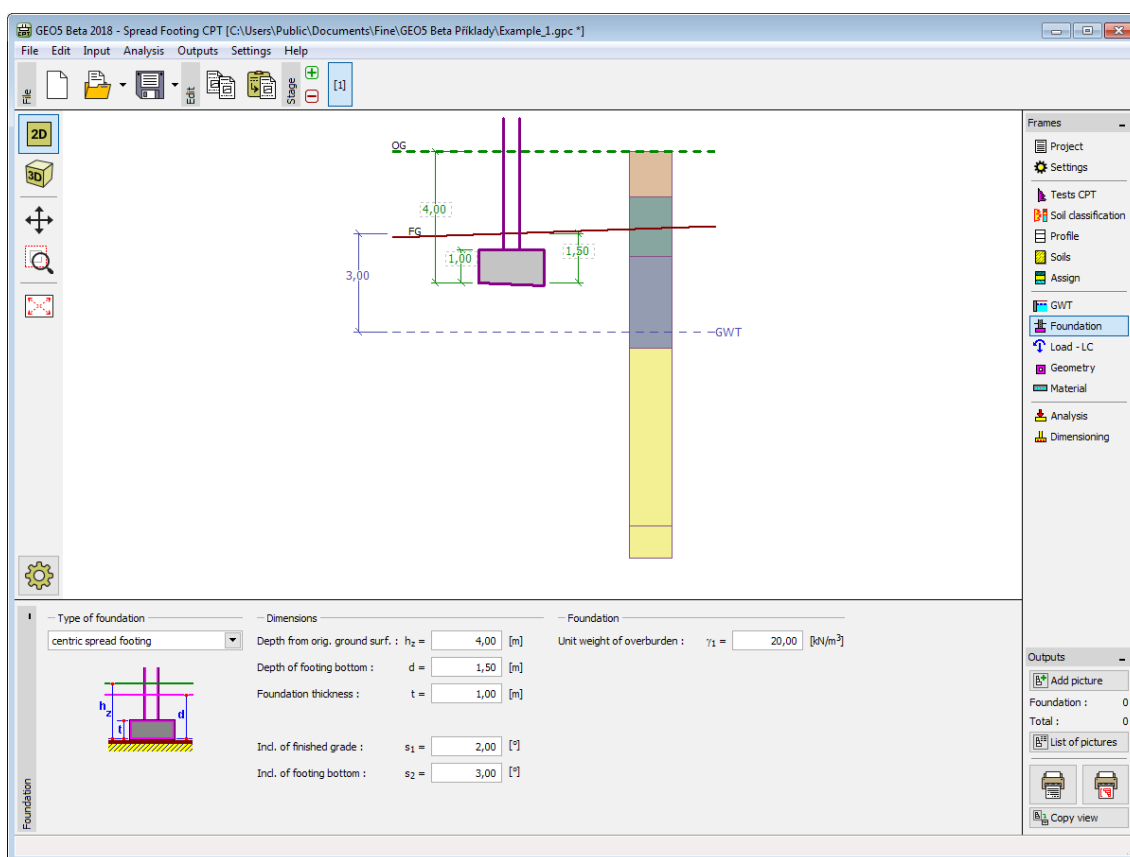 GEO5 Beta 2018 - Spread Footing CPT [C:\Users\Public\Documents\Fine\GEO5 Beta Příklady\Example_1.gpc *]
File Edit Input Analysis Outputs Settings Help
File
Edit
Stage
[1]
2D
3D
OG
4,00
FG
1,00
1,50
3,00
GWT
Frames
Project
Settings
Tests CPT
Soil classification
Profile
Soils
Assign
GWT
Foundation
Load - LC
Geometry
Material
Analysis
Dimensioning
Outputs
Add picture
Foundation : 0
Total : 0
List of pictures
Copy view
Foundation
Type of foundation
centric spread footing
h z
t
d
Dimensions
Depth from orig. ground surf. : hz = 4,00 [m]
Depth of footing bottom : d = 1,50 [m]
Foundation thickness : t = 1,00 [m]
Incl. of finished grade : s1 = 2,00 [°]
Incl. of footing bottom : s2 = 3,00 [°]
Foundation
Unit weight of overburden : γ1 = 20,00 [kN/m³]